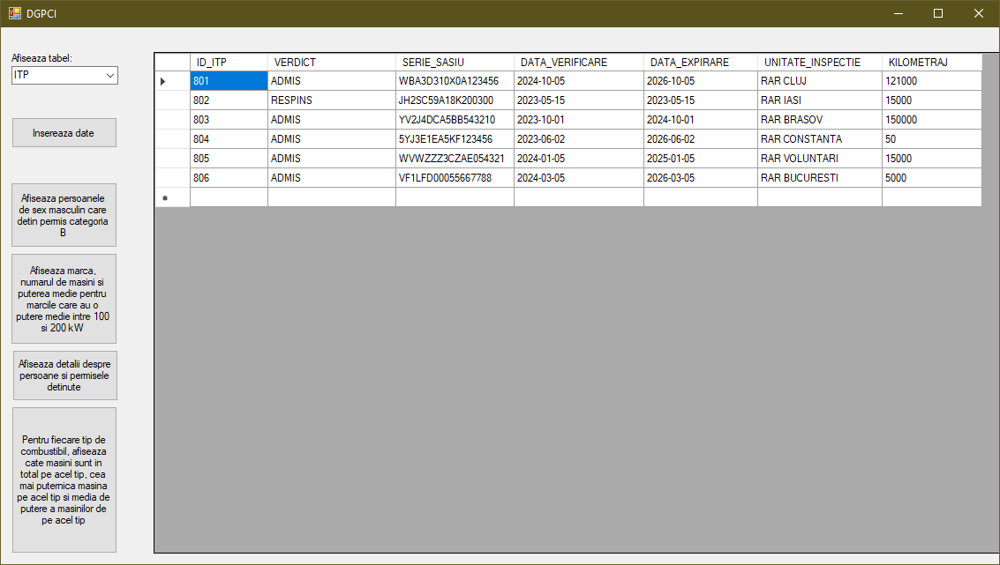 DGPCI
Afiseaza tabel:
ITP
Insereaza date
Afiseaza persoanele
de sex masculin care
detin permis categoria
B
Afiseaza marca,
numarul de masini si
puterea medie pentru
marcile care au o
putere medie intre 100
si 200 kW
Afiseaza detalii despre
persoane si permisele
detinute
Pentru fiecare tip de
combustibil, afiseaza
cate masini sunt in
total pe acel tip, cea
mai puternica masina
pe acel tip si media de
putere a masinilor de
pe acel tip
ID_ITP VERDICT SERIE_SASIU DATA_VERIFICARE DATA_EXPIRARE UNITATE_INSPECTIE KILOMETRAJ
801 ADMIS WBA3D310X0A123456 2024-10-05 2026-10-05 RAR CLUJ 121000
802 RESPINS JH2SC59A18K200300 2023-05-15 2023-05-15 RAR IASI 15000
803 ADMIS YV2J4DCA5BB543210 2023-10-01 2024-10-01 RAR BRASOV 150000
804 ADMIS 5YJ3E1EA5KF123456 2023-06-02 2026-06-02 RAR CONSTANTA 50
805 ADMIS WVWZZZ3CZAE054321 2024-01-05 2025-01-05 RAR VOLUNTARI 15000
806 ADMIS VF1LFD00055667788 2024-03-05 2026-03-05 RAR BUCURESTI 5000